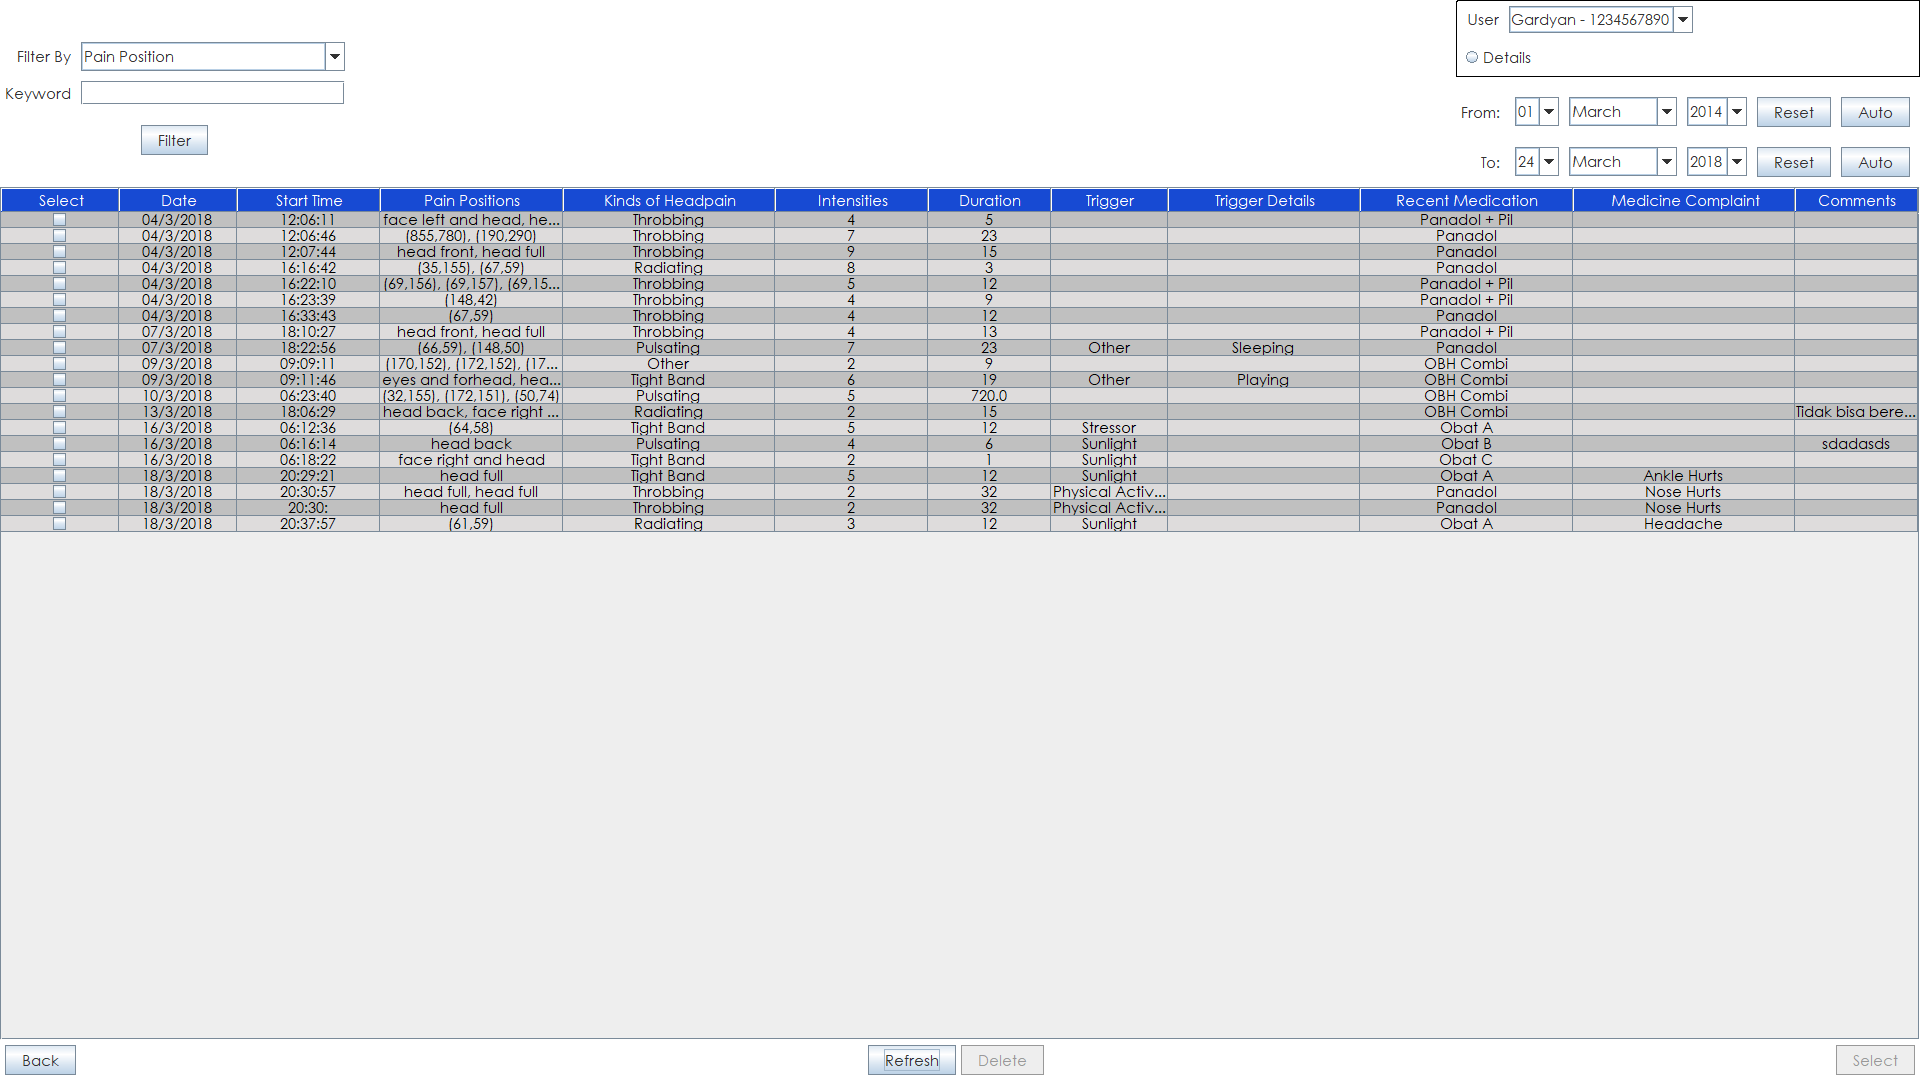 User Gardyan - 1234567890
Filter By Pain Position
Details
Keyword
From: 01 March 2014 Reset Auto
Filter
To: 24 March 2018 Reset Auto
Select Date Start Time Pain Positions Kinds of Headpain Intensities Duration Trigger Trigger Details Recent Medication Medicine Complaint Comments
04/3/2018 12:06:11 face left and head, he... Throbbing 4 5 Panadol + Pil
04/3/2018 12:06:46 (855,780), (190,290) Throbbing 7 23 Panadol
04/3/2018 12:07:44 head front, head full Throbbing 9 15 Panadol
04/3/2018 16:16:42 (35,155), (67,59) Radiating 8 3 Panadol
04/3/2018 16:22:10 (69,156), (69,157), (69,15... Throbbing 5 12 Panadol + Pil
04/3/2018 16:23:39 (148,42) Throbbing 4 9 Panadol + Pil
04/3/2018 16:33:43 (67,59) Throbbing 4 12 Panadol
07/3/2018 18:10:27 head front, head full Throbbing 4 13 Panadol + Pil
07/3/2018 18:22:56 (66,59), (148,50) Pulsating 7 23 Other Sleeping Panadol
09/3/2018 09:09:11 (170,152), (172,152), (17... Other 2 9 OBH Combi
09/3/2018 09:11:46 eyes and forhead, hea... Tight Band 6 19 Other Playing OBH Combi
10/3/2018 06:23:40 (32,155), (172,151), (50,74) Pulsating 5 720.0 OBH Combi
13/3/2018 18:06:29 head back, face right ... Radiating 2 15 OBH Combi Tidak bisa bere...
16/3/2018 06:12:36 (64,58) Tight Band 5 12 Stressor Obat A
16/3/2018 06:16:14 head back Pulsating 4 6 Sunlight Obat B sdadasds
16/3/2018 06:18:22 face right and head Tight Band 2 1 Sunlight Obat C
18/3/2018 20:29:21 head full Tight Band 5 12 Sunlight Obat A Ankle Hurts
18/3/2018 20:30:57 head full, head full Throbbing 2 32 Physical Activ... Panadol Nose Hurts
18/3/2018 20:30: head full Throbbing 2 32 Physical Activ... Panadol Nose Hurts
18/3/2018 20:37:57 (61,59) Radiating 3 12 Sunlight Obat A Headache
Back Refresh Delete Select